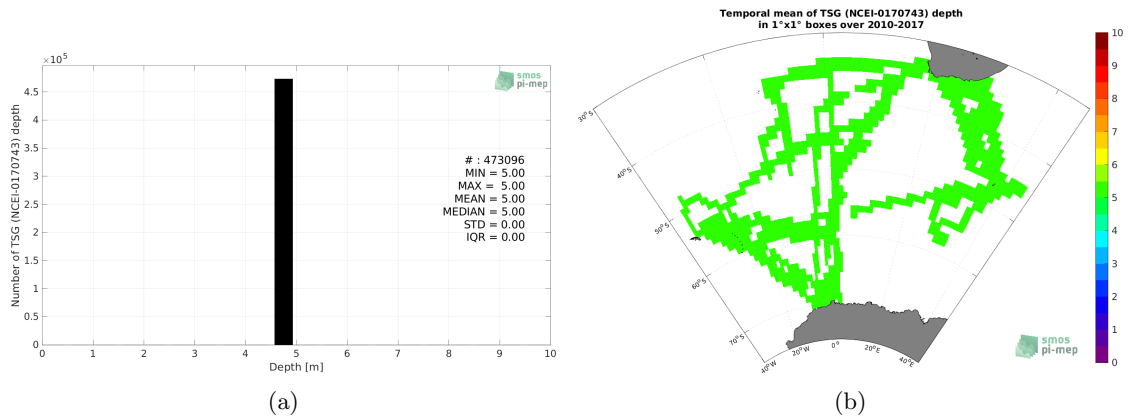 ×10⁵
4.5
4
3.5
3
2.5
2
1.5
1
0.5
0
Number of TSG (NCEI-0170743) depth
smos
pi-mep
# : 473096
MIN = 5.00
MAX = 5.00
MEAN = 5.00
MEDIAN = 5.00
STD = 0.00
IQR = 0.00
0 1 2 3 4 5 6 7 8 9 10
Depth [m]
(a)
Temporal mean of TSG (NCEI-0170743) depth
in 1°x1° boxes over 2010-2017
30°S
40°S
50°S
60°S
70°S
40°W
20°W
0°
20°E
40°E
smos
pi-mep
10
9
8
7
6
5
4
3
2
1
0
(b)